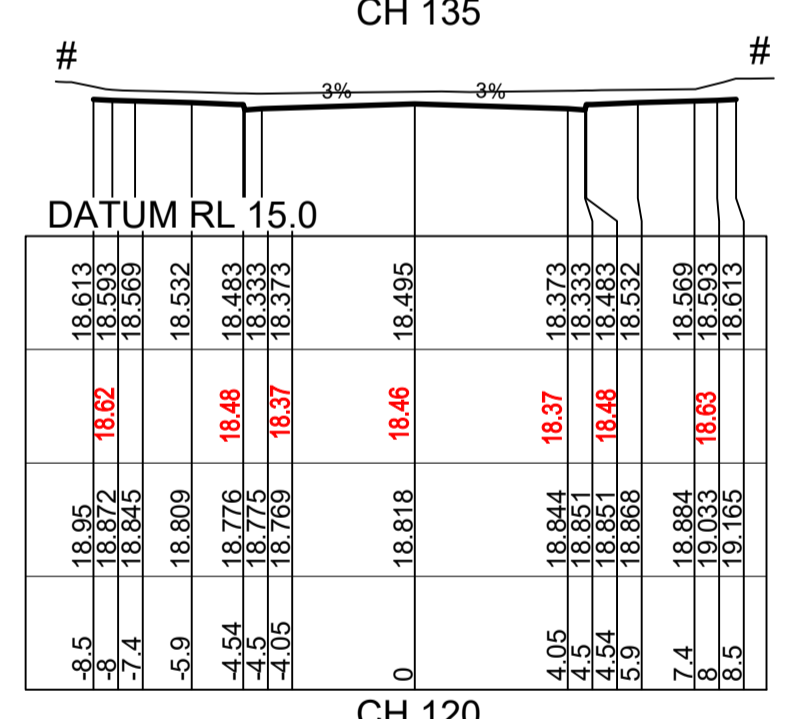 CH 135
# #
3% 3%
DATUM RL 15.0
18.613 18.593 18.569 18.532 18.483 18.333 18.373 18.495 18.373 18.333 18.483 18.532 18.569 18.593 18.613
18.62 18.48 18.37 18.46 18.37 18.48 18.63
18.95 18.872 18.845 18.809 18.776 18.775 18.769 18.818 18.844 18.851 18.851 18.868 18.884 19.033 19.165
-8.5 -8 -7.4 -5.9 -4.54 -4.5 -4.05 0 4.05 4.5 4.54 5.9 7.4 8 8.5
CH 120